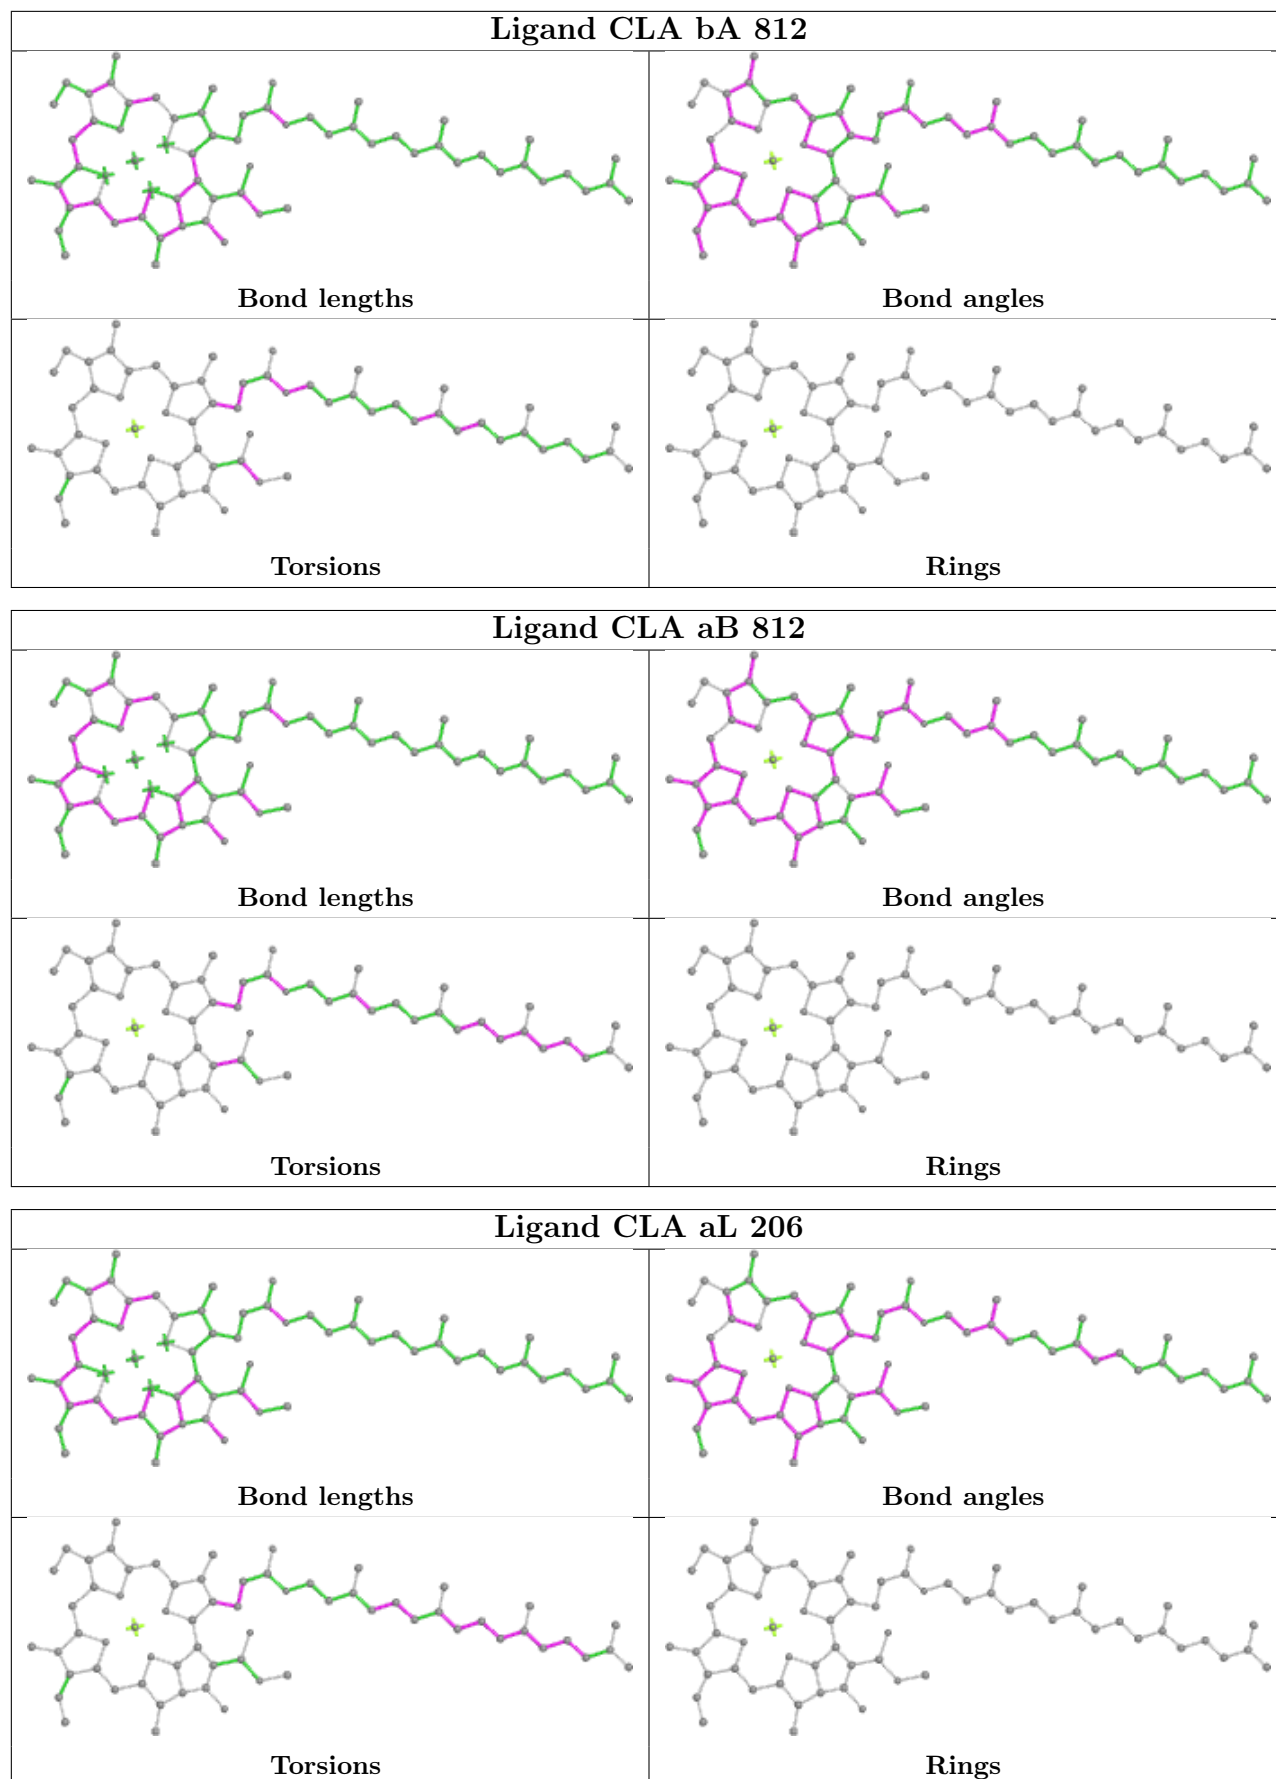 Ligand CLA bA 812
Bond lengths
Bond angles
Torsions
Rings
Ligand CLA aB 812
Bond lengths
Bond angles
Torsions
Rings
Ligand CLA aL 206
Bond lengths
Bond angles
Torsions
Rings